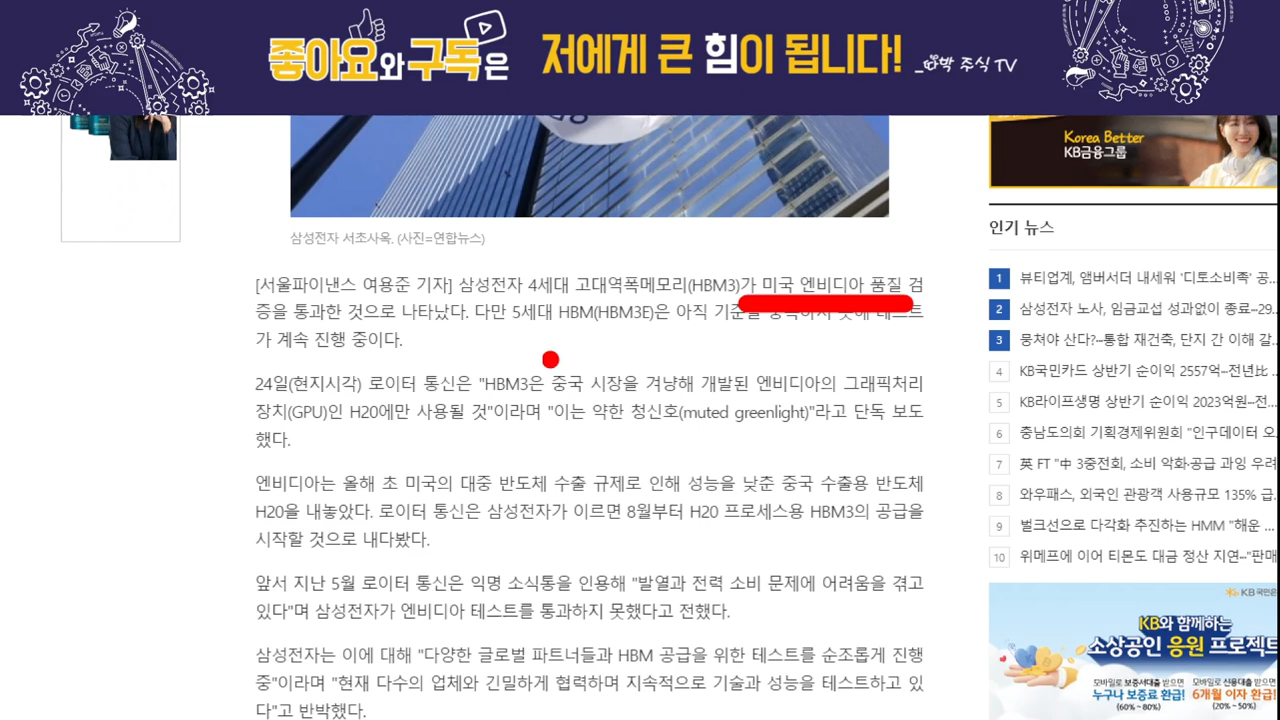 좋아요와 구독은 저에게 큰 힘이 됩니다!
박 주식 TV
삼성전자 서초사옥. (사진=연합뉴스)
[서울파이낸스 여용준 기자] 삼성전자 4세대 고대역폭메모리(HBM3)가 미국 엔비디아 품질 검
증을 통과한 것으로 나타났다. 다만 5세대 HBM(HBM3E)은 아직 기준을 충족하지 못해 테스트
가 계속 진행 중이다.
24일(현지시각) 로이터 통신은 "HBM3은 중국 시장을 겨냥해 개발된 엔비디아의 그래픽처리
장치(GPU)인 H20에만 사용될 것"이라며 "이는 약한 청신호(muted greenlight)"라고 단독 보도
했다.
엔비디아는 올해 초 미국의 대중 반도체 수출 규제로 인해 성능을 낮춘 중국 수출용 반도체
H20을 내놓았다. 로이터 통신은 삼성전자가 이르면 8월부터 H20 프로세스용 HBM3의 공급을
시작할 것으로 내다봤다.
앞서 지난 5월 로이터 통신은 익명 소식통을 인용해 "발열과 전력 소비 문제에 어려움을 겪고
있다"며 삼성전자가 엔비디아 테스트를 통과하지 못했다고 전했다.
삼성전자는 이에 대해 "다양한 글로벌 파트너들과 HBM 공급을 위한 테스트를 순조롭게 진행
중"이라며 "현재 다수의 업체와 긴밀하게 협력하며 지속적으로 기술과 성능을 테스트하고 있
다"고 반박했다.
Korea Better
KB금융그룹
인기 뉴스
1 뷰티업계, 앰버서더 내세워 '디토소비족' 공...
2 삼성전자 노사, 임금교섭 성과없이 종료···29...
3 뭉쳐야 산다?···통합 재건축, 단지 간 이해 갈...
4 KB국민카드 상반기 순이익 2557억···전년比 ...
5 KB라이프생명 상반기 순이익 2023억원···전...
6 충남도의회 기획경제위원회 "인구데이터 오
7 英 FT "中 3중전회, 소비 악화·공급 과잉 우려
8 와우패스, 외국인 관광객 사용규모 135% 급...
9 벌크선으로 다각화 추진하는 HMM "해운 ...
10 위메프에 이어 티몬도 대금 정산 지연···"판매
KB국민은
KB와 함께하는
소상공인 응원 프로젝트
모바일로 보증서대출 받으면
누구나 보증료 환급!
(60%~80%)
모바일로 신용대출 받으면
6개월 이자 환급!
(20%~50%)